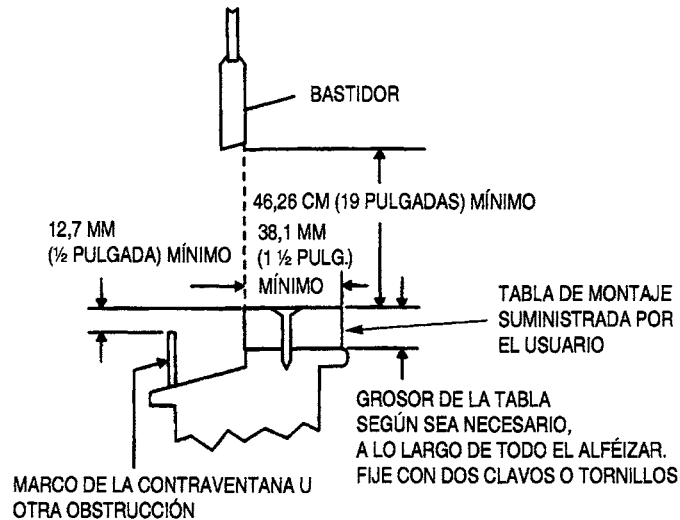 BASTIDOR
46,26 CM (19 PULGADAS) MÍNIMO
12,7 MM
(½ PULGADA) MÍNIMO
38,1 MM
(1 ½ PULG.)
MÍNIMO
TABLA DE MONTAJE
SUMINISTRADA POR
EL USUARIO
GROSOR DE LA TABLA
SEGÚN SEA NECESARIO,
A LO LARGO DE TODO EL ALFÉIZAR.
FIJE CON DOS CLAVOS O TORNILLOS
MARCO DE LA CONTRAVENTANA U
OTRA OBSTRUCCIÓN